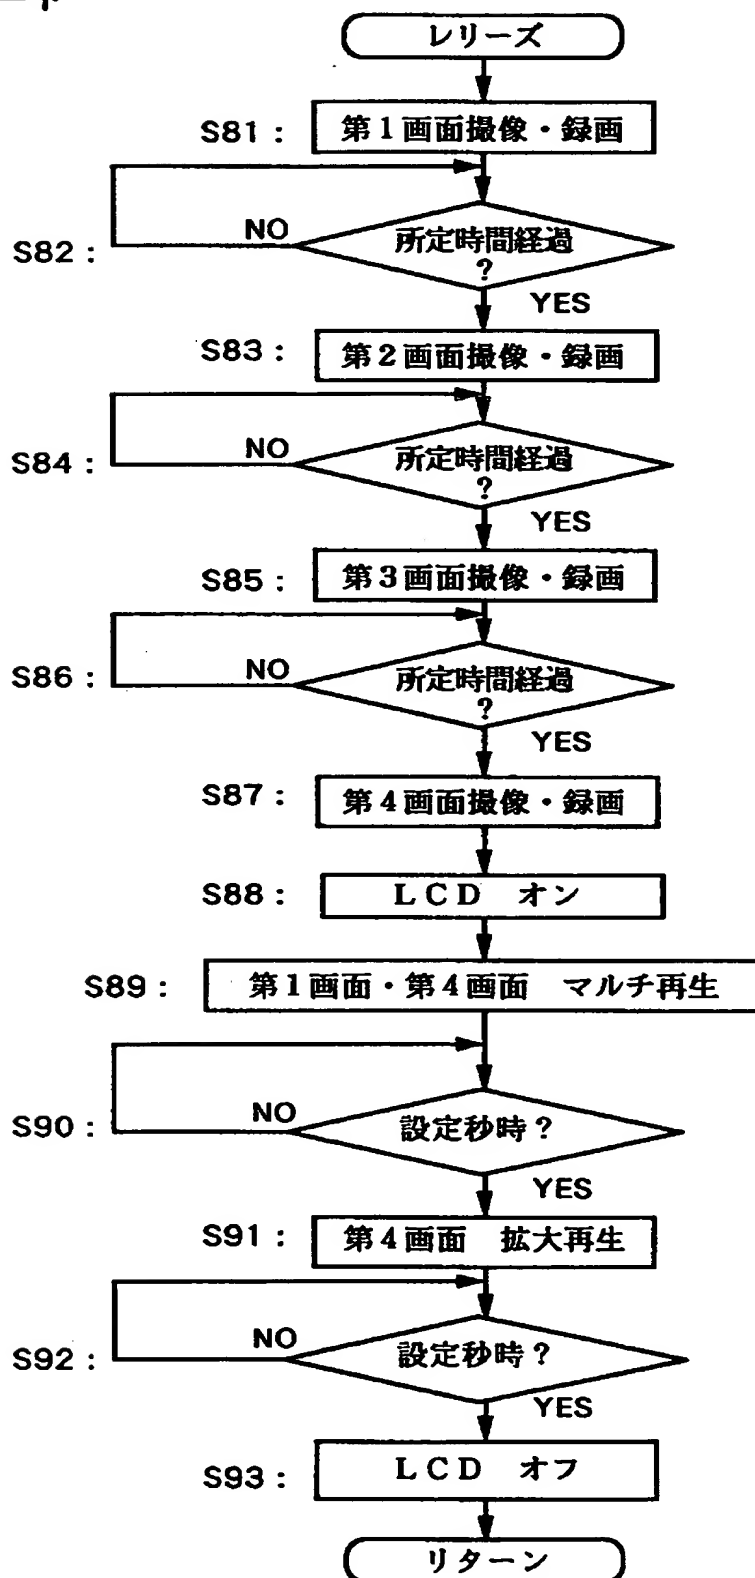 レリーズ
S81： 第1画面撮像・録画
NO
S82： 所定時間経過
?
YES
S83： 第2画面撮像・録画
NO
S84： 所定時間経過
?
YES
S85： 第3画面撮像・録画
NO
S86： 所定時間経過
?
YES
S87： 第4画面撮像・録画
S88： LCD　オン
S89： 第1画面・第4画面　マルチ再生
NO
S90： 設定秒時？
YES
S91： 第4画面　拡大再生
NO
S92： 設定秒時？
YES
S93： LCD　オフ
リターン